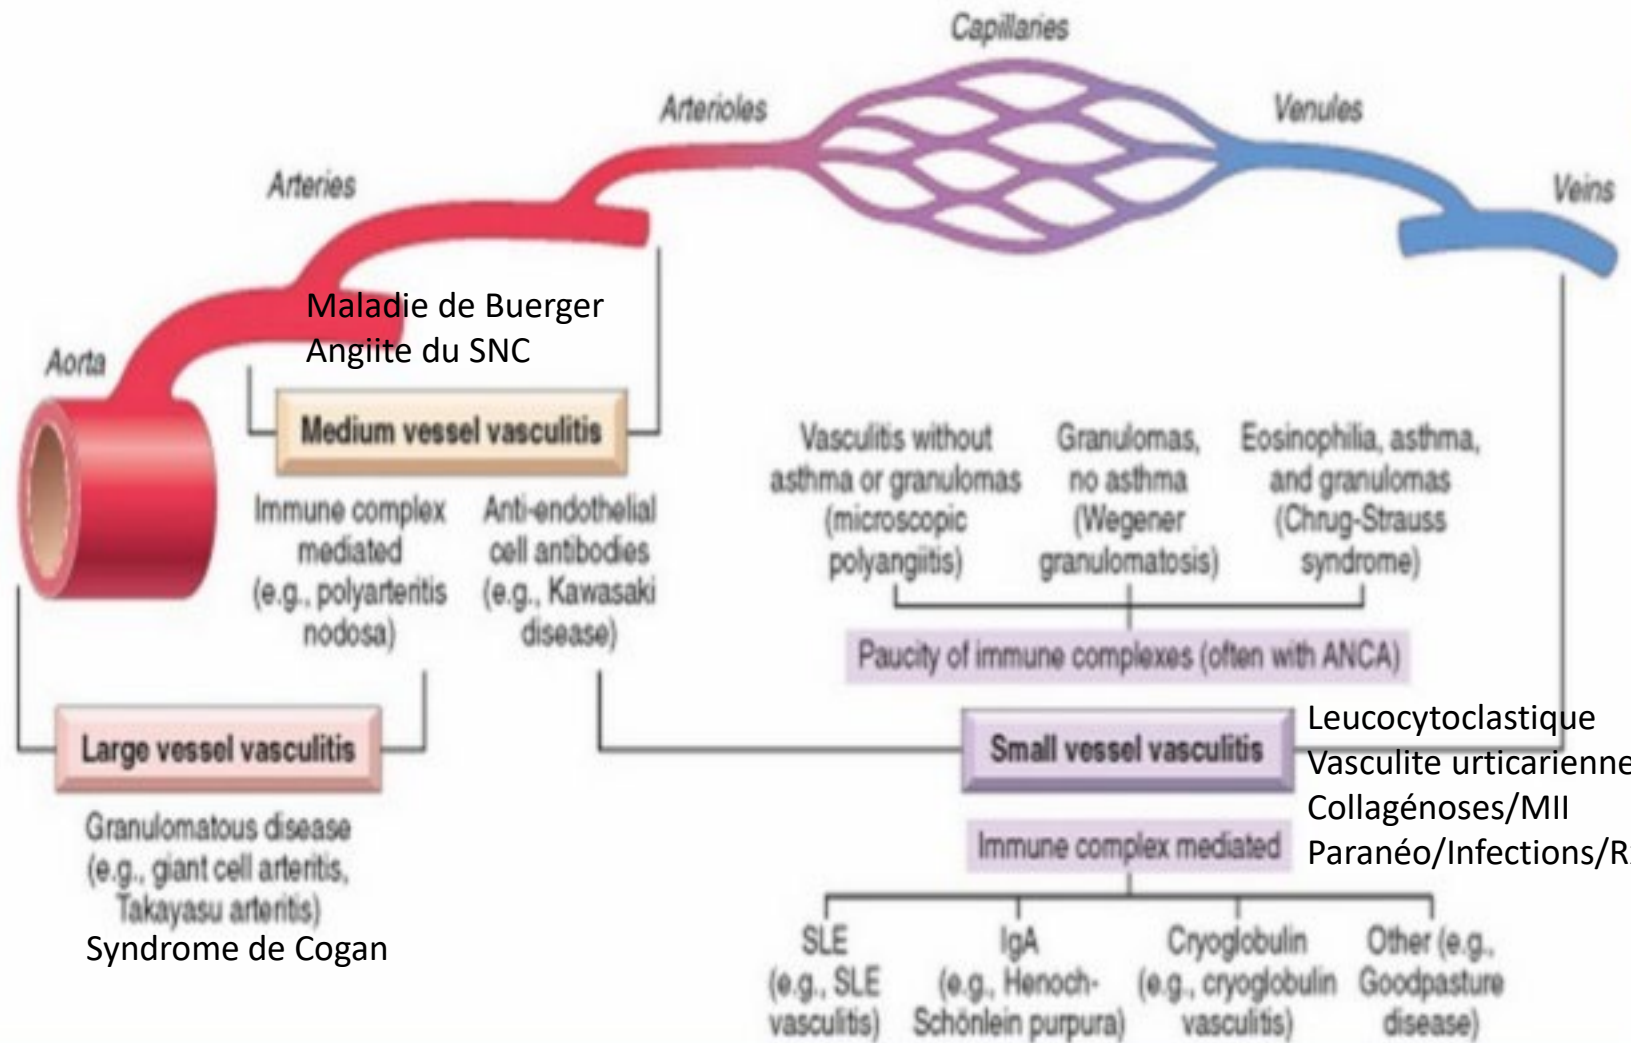 Capillaries
Arterioles
Venules
Arteries
Veins
Aorta
Maladie de Buerger
Angiite du SNC
Medium vessel vasculitis
Immune complex
mediated
(e.g., polyarteritis
nodosa)
Anti-endothelial
cell antibodies
(e.g., Kawasaki
disease)
Vasculitis without
asthma or granulomas
(microscopic
polyangiitis)
Granulomas,
no asthma
(Wegener
granulomatosis)
Eosinophilia, asthma,
and granulomas
(Chrug-Strauss
syndrome)
Paucity of immune complexes (often with ANCA)
Large vessel vasculitis
Granulomatous disease
(e.g., giant cell arteritis,
Takayasu arteritis)
Syndrome de Cogan
Small vessel vasculitis
Leucocytoclastique
Vasculite urticarienne
Collagénoses/MII
Paranéo/Infections/R
Immune complex mediated
SLE
(e.g., SLE
vasculitis)
IgA
(e.g., Henoch-
Schönlein purpura)
Cryoglobulin
(e.g., cryoglobulin
vasculitis)
Other (e.g.,
Goodpasture
disease)